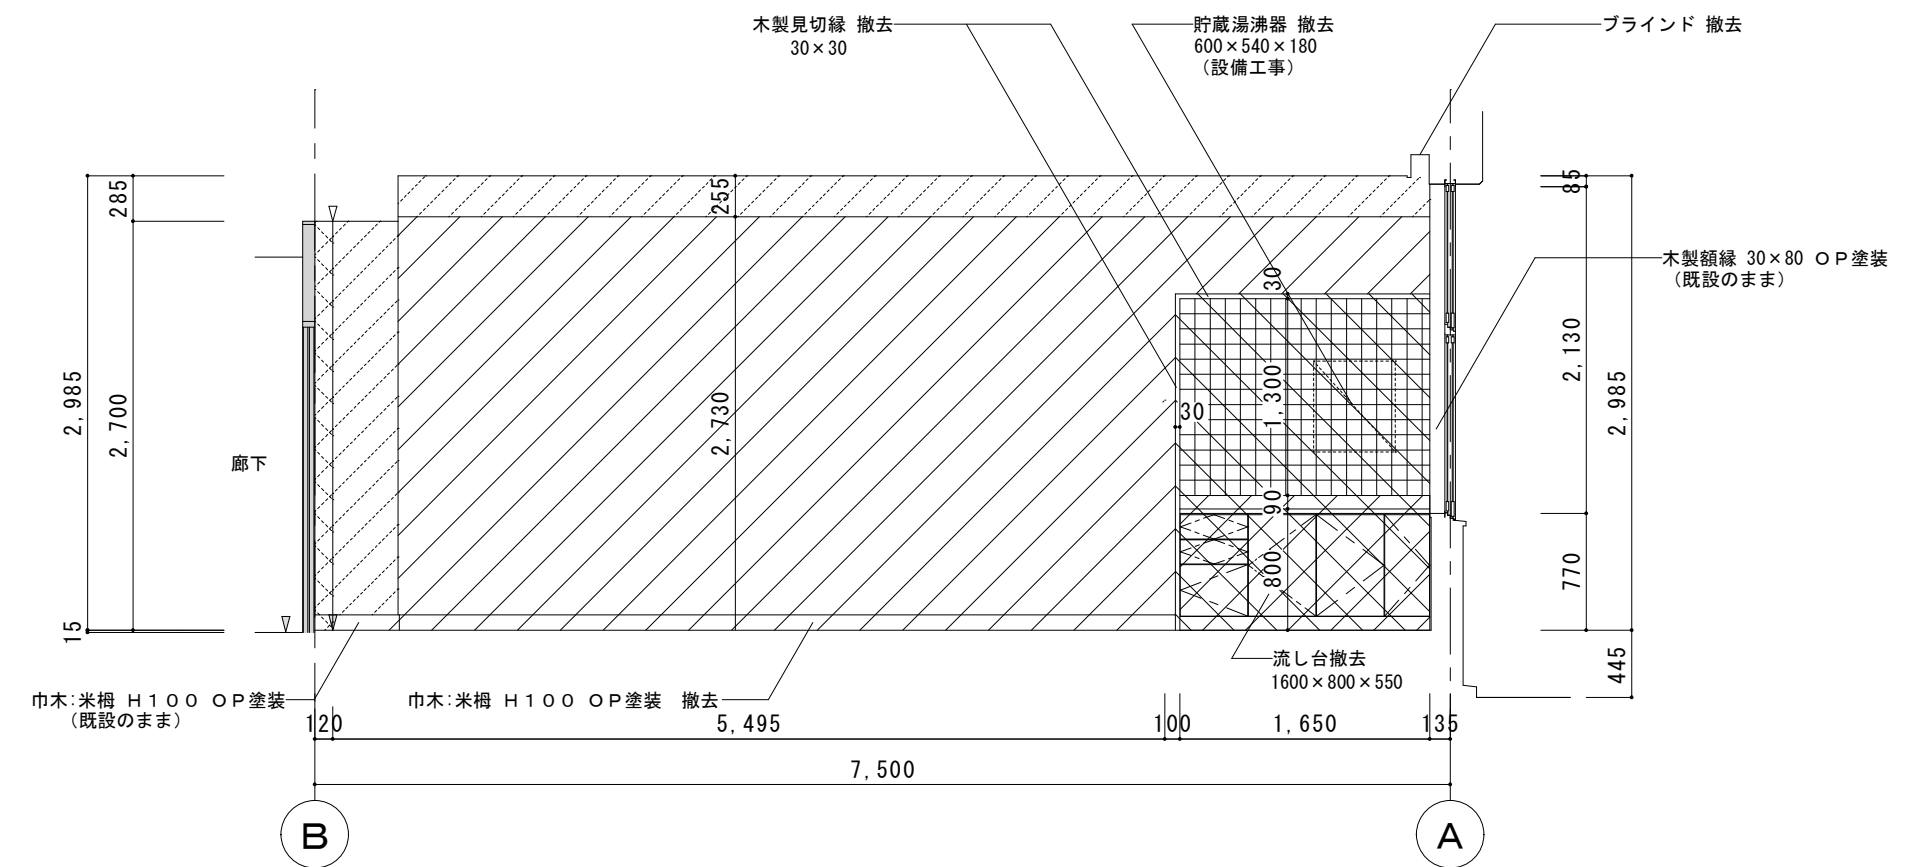 木製見切縁 撤去
30×30
貯蔵湯沸器 撤去
600×540×180
(設備工事)
ブラインド 撤去
285
255
85
30
木製額縁 30×80 ＯＰ塗装
(既設のまま)
2,985
2,700
2,730
1,300
30
2,130
2,985
廊下
90
800
770
15
445
流し台撤去
1600×800×550
巾木:米栂 Ｈ１００ ＯＰ塗装
(既設のまま)
巾木:米栂 Ｈ１００ ＯＰ塗装 撤去
120
5,495
100
1,650
135
7,500
B
A